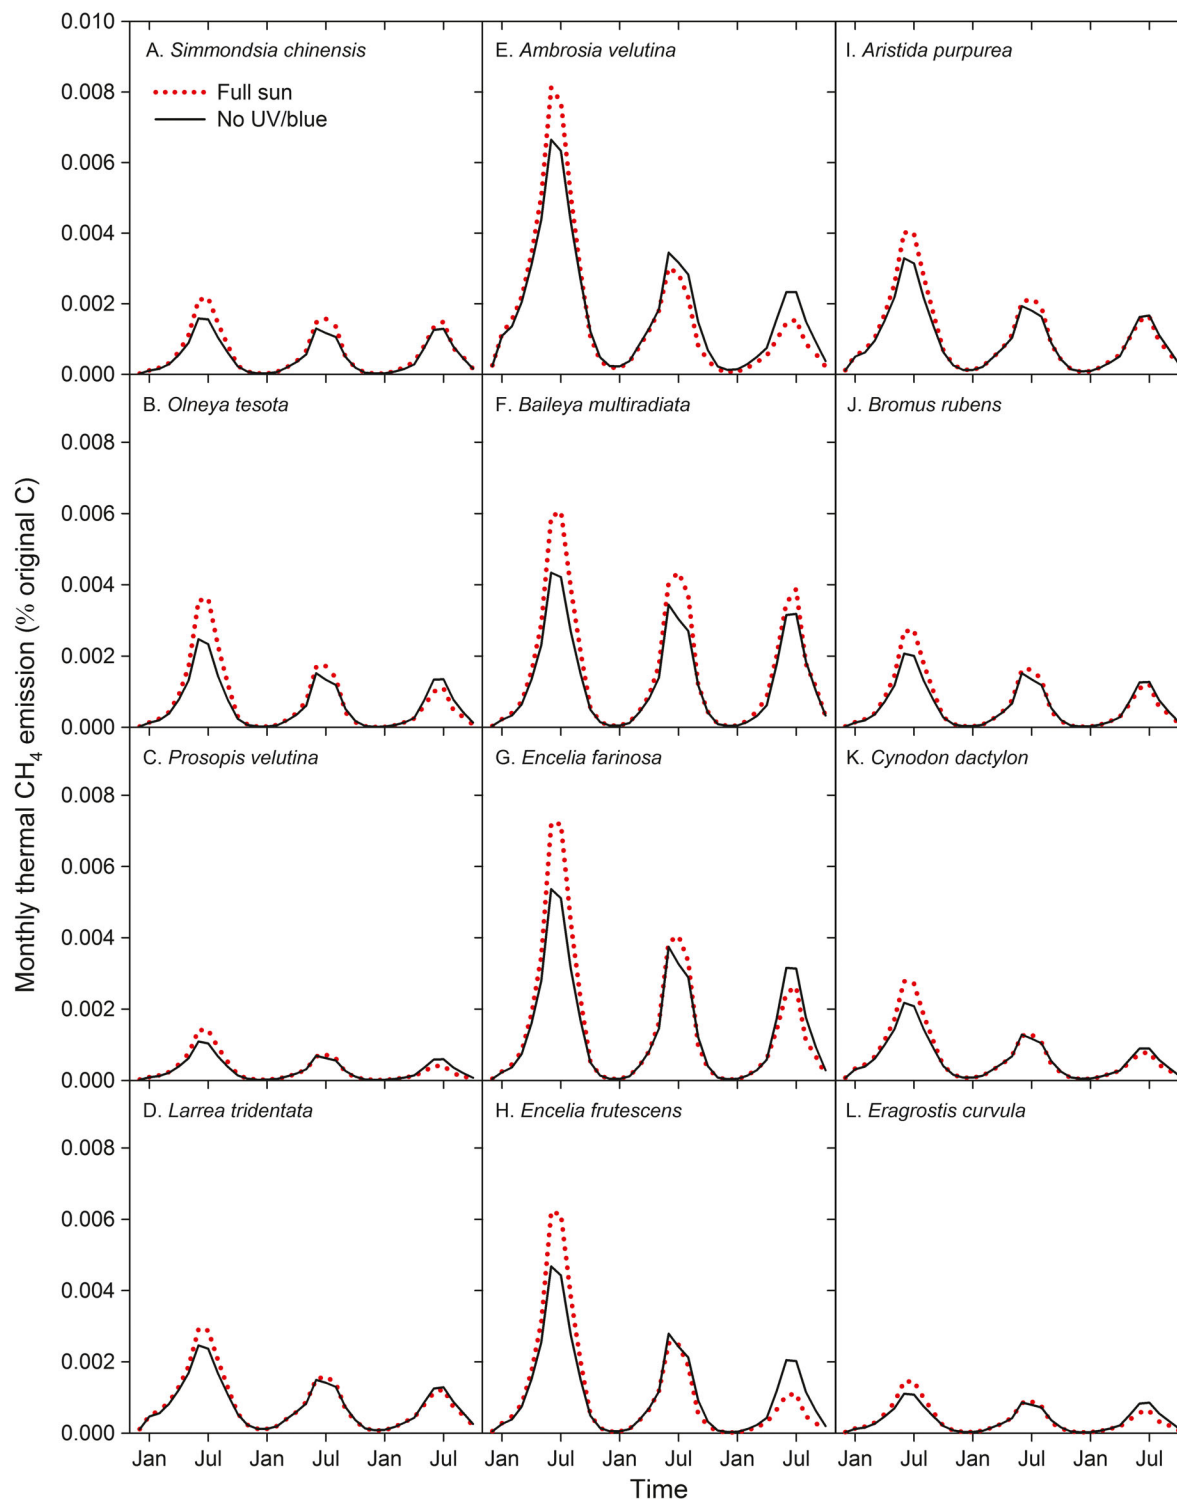 0.010
A. Simmondsia chinensis
E. Ambrosia velutina
I. Aristida purpurea
Full sun
No UV/blue
0.008
0.006
0.004
0.002
0.000
B. Olneya tesota
F. Baileya multiradiata
J. Bromus rubens
0.008
0.006
0.004
0.002
0.000
C. Prosopis velutina
G. Encelia farinosa
K. Cynodon dactylon
0.008
0.006
0.004
0.002
0.000
D. Larrea tridentata
H. Encelia frutescens
L. Eragrostis curvula
0.008
0.006
0.004
0.002
0.000
Monthly thermal CH4 emission (% original C)
Jan Jul Jan Jul Jan Jul Jan Jul Jan Jul Jan Jul Jan Jul Jan Jul Jan Jul
Time